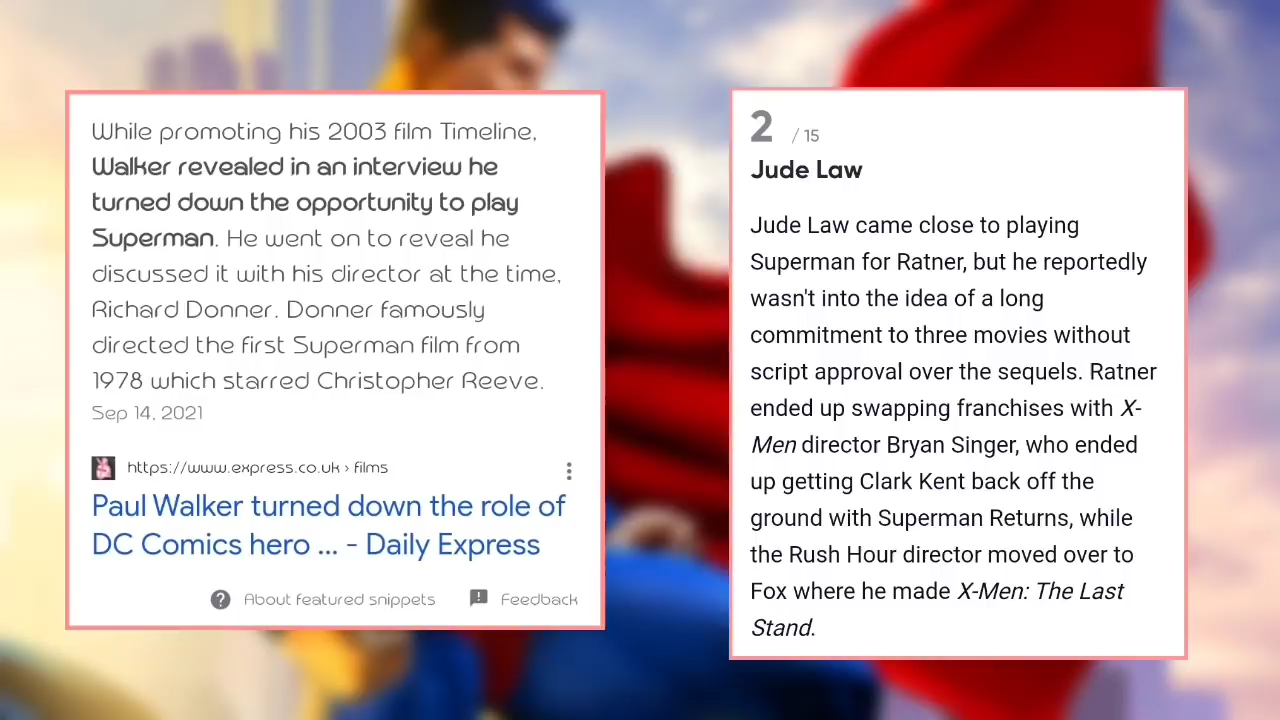 While promoting his 2003 film Timeline,
Walker revealed in an interview he
turned down the opportunity to play
Superman. He went on to reveal he
discussed it with his director at the time,
Richard Donner. Donner famously
directed the first Superman film from
1978 which starred Christopher Reeve.
Sep 14, 2021
https://www.express.co.uk › films
Paul Walker turned down the role of
DC Comics hero ... - Daily Express
About featured snippets
Feedback
2 / 15
Jude Law
Jude Law came close to playing
Superman for Ratner, but he reportedly
wasn't into the idea of a long
commitment to three movies without
script approval over the sequels. Ratner
ended up swapping franchises with X-
Men director Bryan Singer, who ended
up getting Clark Kent back off the
ground with Superman Returns, while
the Rush Hour director moved over to
Fox where he made X-Men: The Last
Stand.